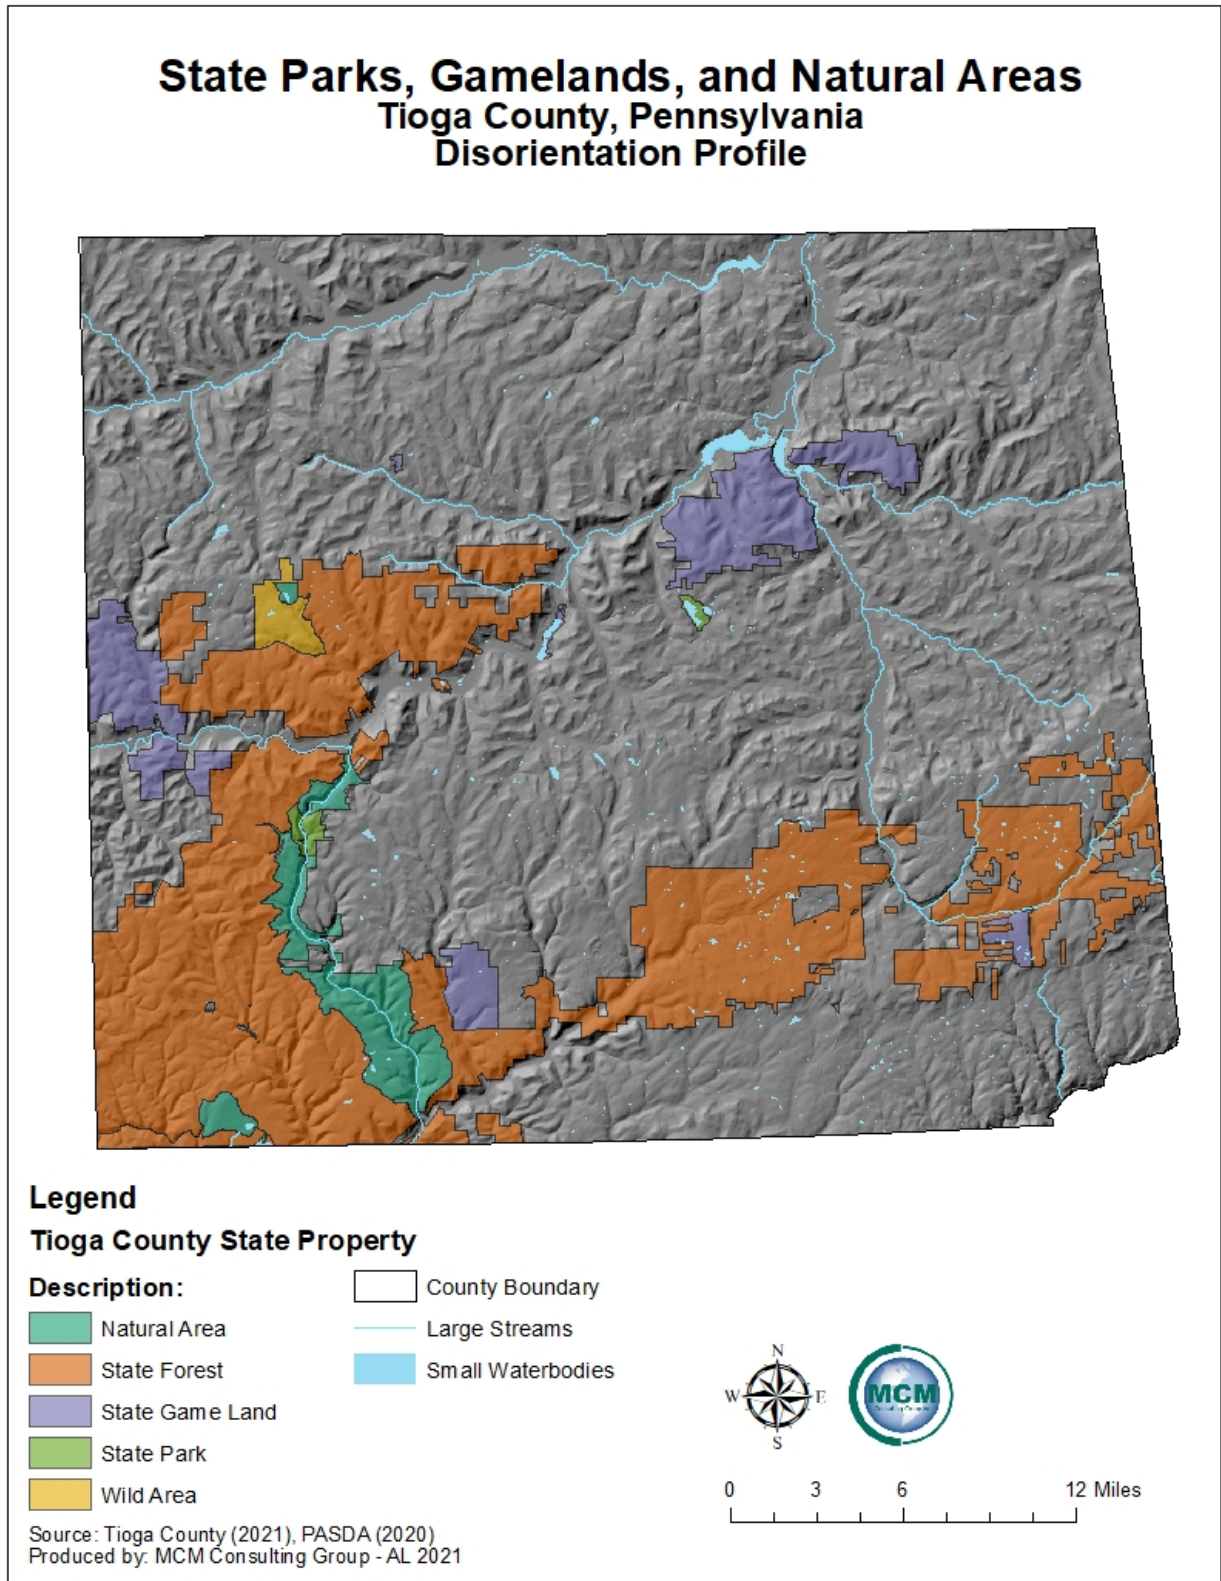 State Parks, Gamelands, and Natural Areas
Tioga County, Pennsylvania
Disorientation Profile
Legend
Tioga County State Property
Description:
Natural Area
State Forest
State Game Land
State Park
Wild Area
County Boundary
Large Streams
Small Waterbodies
N
W E
S
MCM
Consulting Group
0 3 6 12 Miles
Source: Tioga County (2021), PASDA (2020)
Produced by: MCM Consulting Group - AL 2021